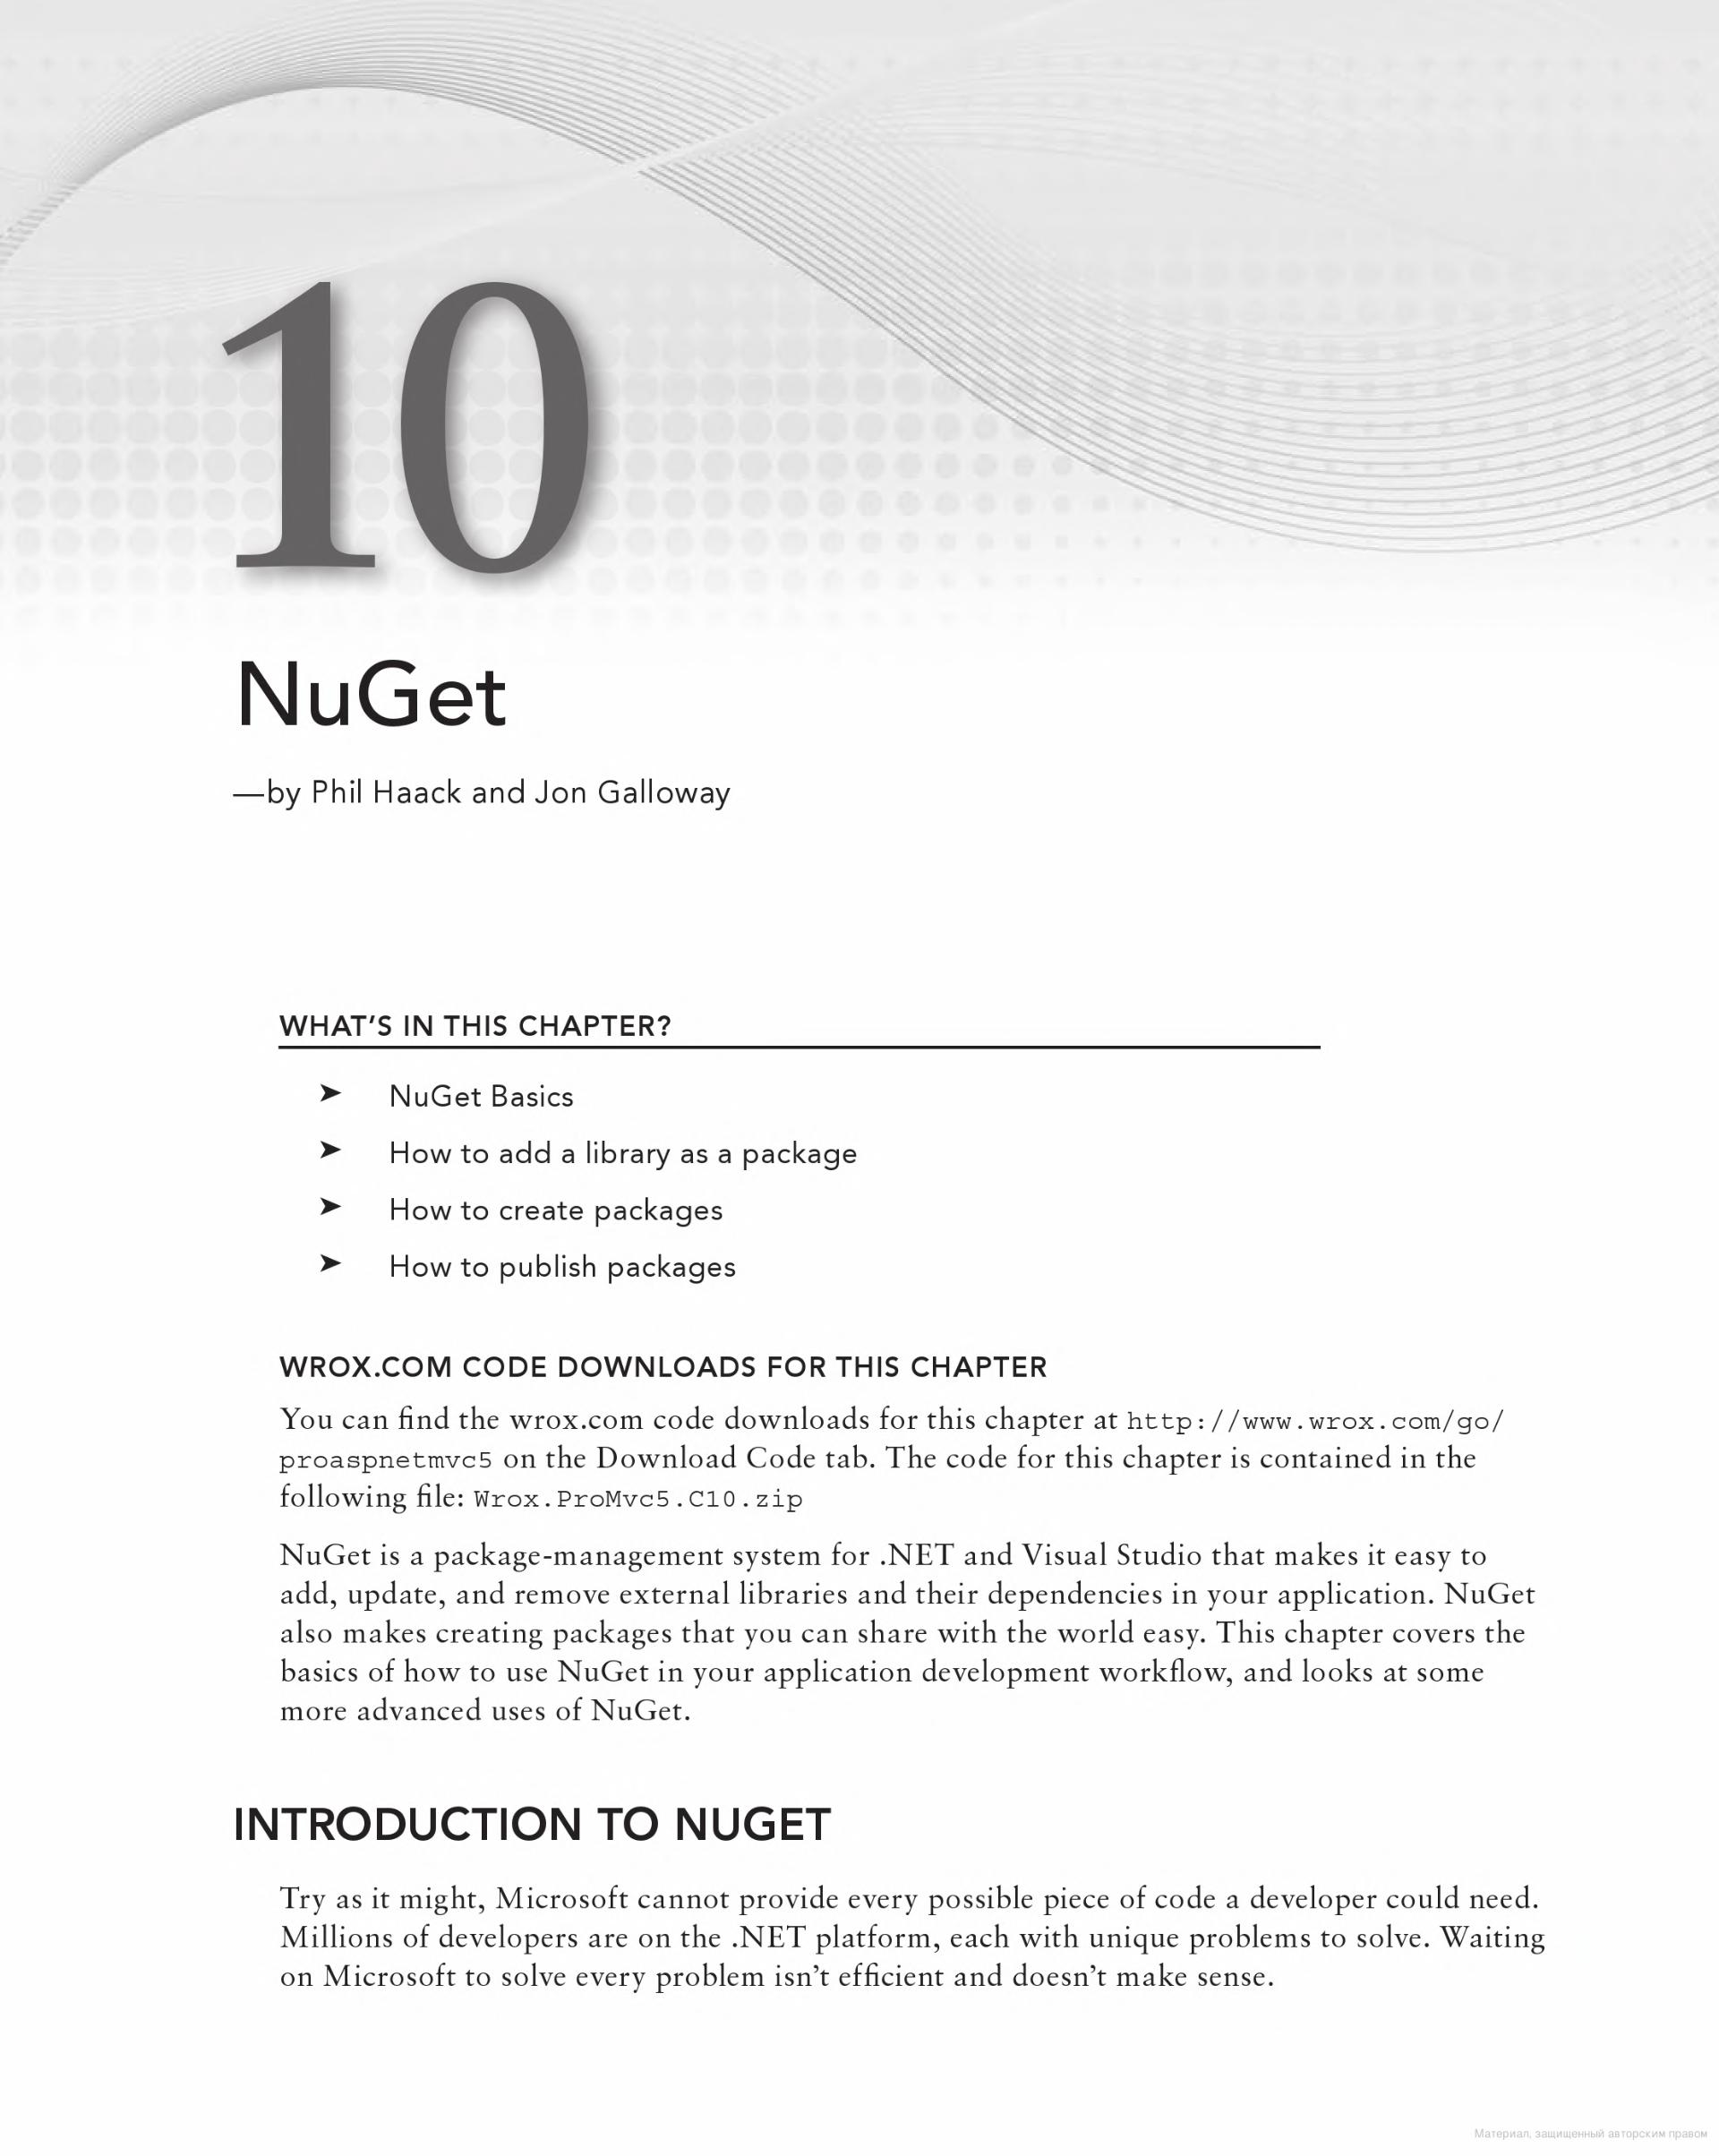 10
NuGet
—by Phil Haack and Jon Galloway
WHAT’S IN THIS CHAPTER?
➤ NuGet Basics
➤ How to add a library as a package
➤ How to create packages
➤ How to publish packages
WROX.COM CODE DOWNLOADS FOR THIS CHAPTER
You can find the wrox.com code downloads for this chapter at http://www.wrox.com/go/
proaspnetmvc5 on the Download Code tab. The code for this chapter is contained in the
following file: Wrox.ProMvc5.C10.zip
NuGet is a package-management system for .NET and Visual Studio that makes it easy to
add, update, and remove external libraries and their dependencies in your application. NuGet
also makes creating packages that you can share with the world easy. This chapter covers the
basics of how to use NuGet in your application development workflow, and looks at some
more advanced uses of NuGet.
INTRODUCTION TO NUGET
Try as it might, Microsoft cannot provide every possible piece of code a developer could need.
Millions of developers are on the .NET platform, each with unique problems to solve. Waiting
on Microsoft to solve every problem isn’t efficient and doesn’t make sense.
Материал, защищенный авторским правом